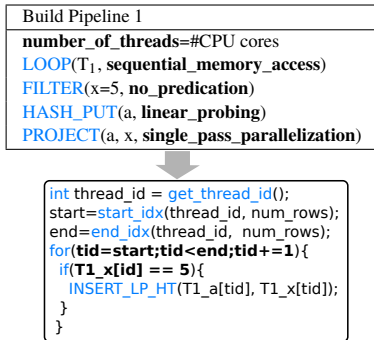 Build Pipeline 1
number_of_threads=#CPU cores
LOOP(T₁, sequential_memory_access)
FILTER(x=5, no_predication)
HASH_PUT(a, linear_probing)
PROJECT(a, x, single_pass_parallelization)
int thread_id = get_thread_id();
start=start_idx(thread_id, num_rows);
end=end_idx(thread_id, num_rows);
for(tid=start;tid<end;tid+=1){
if(T1_x[id] == 5){
INSERT_LP_HT(T1_a[tid], T1_x[tid]);
}
}